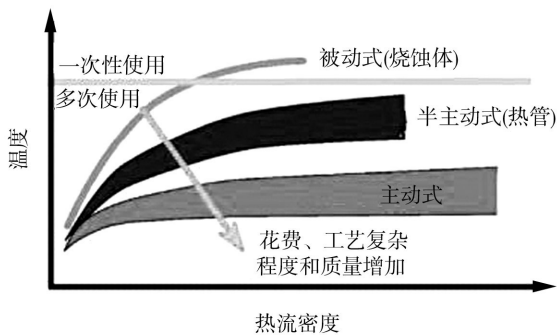 一次性使用
被动式(烧蚀体)
多次使用
半主动式(热管)
温度
主动式
花费、工艺复杂
程度和质量增加
热流密度